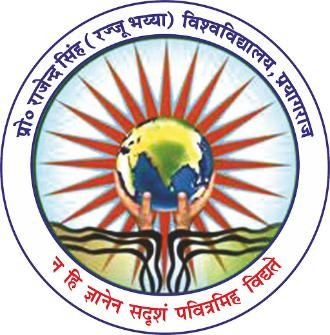 प्रो० राजेन्द्र सिंह (रज्जू भय्या) विश्वविद्यालय, प्रयागराज
न हि ज्ञानेन सदृशं पवित्रमिह विद्यते